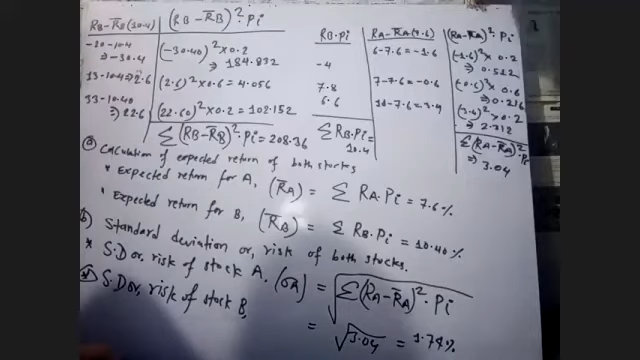 RB-R̄B(10.4) (RB-R̄B)²·Pi RB·Pi RA-R̄A(7.6) (RA-R̄A)²·Pi
-20-10.4 ⇒-30.4 (-30.40)²×0.2 ⇒ 184.832 -4 6-7.6=-1.6 (-1.6)²×0.2 ⇒ 0.512
13-10.4⇒2.6 (2.6)²×0.6=4.056 7.8 7-7.6=-0.6 (-0.6)²×0.6 ⇒ 0.216
33-10.40 ⇒22.6 (22.60)²×0.2=102.152 6.6 (3.4)²×0.2 ⇒ 2.312
Σ(RB-R̄B)²·Pi=208.36 ΣRB·Pi= 10.4 Σ(RA-R̄A)²·Pi ⇒ 3.04
a) Calculation of expected return of both stocks
* Expected return for A, (R̄A) = Σ RA·Pi = 7.6%
* Expected return for B, (R̄B) = Σ RB·Pi = 10.40%
b) Standard deviation or, risk of both stocks.
* S.D or, risk of stock A. (σA) = √Σ(RA-R̄A)²·Pi
= √3.04 = 1.74%
S.D or, risk of stock B,